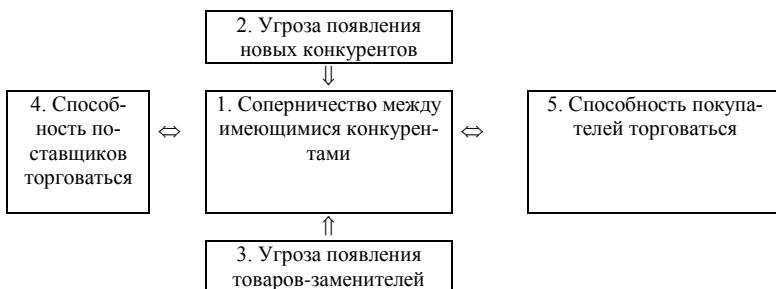 2. Угроза появления
новых конкурентов
⇓
4. Способ-
ность по-
ставщиков
торговаться
⇔
1. Соперничество между
имеющимися конкурен-
тами
⇔
5. Способность покупа-
телей торговаться
⇑
3. Угроза появления
товаров-заменителей